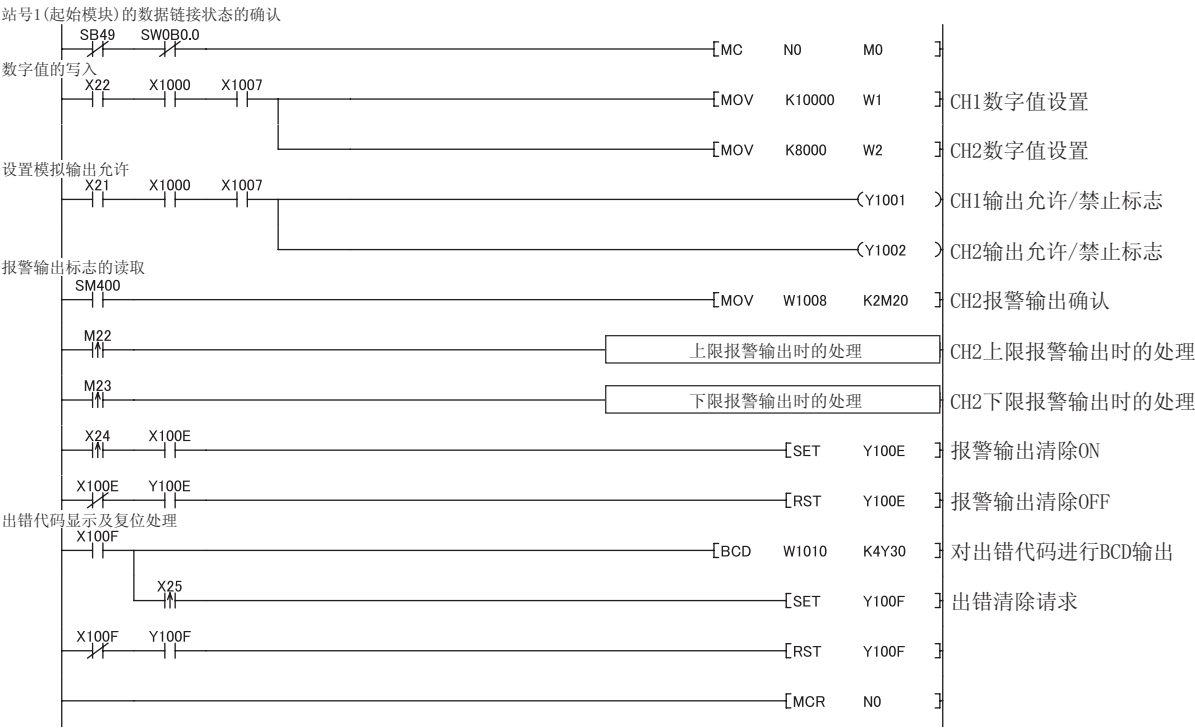 站号1(起始模块)的数据链接状态的确认
SB49 SW0B0.0
MC N0 M0
数字值的写入
X22 X1000 X1007
MOV K10000 W1 CH1数字值设置
MOV K8000 W2 CH2数字值设置
设置模拟输出允许
X21 X1000 X1007
Y1001 CH1输出允许/禁止标志
Y1002 CH2输出允许/禁止标志
报警输出标志的读取
SM400
MOV W1008 K2M20 CH2报警输出确认
M22
上限报警输出时的处理 CH2上限报警输出时的处理
M23
下限报警输出时的处理 CH2下限报警输出时的处理
X24 X100E
SET Y100E 报警输出清除ON
X100E Y100E
RST Y100E 报警输出清除OFF
出错代码显示及复位处理
X100F
BCD W1010 K4Y30 对出错代码进行BCD输出
X25
SET Y100F 出错清除请求
X100F Y100F
RST Y100F
MCR N0